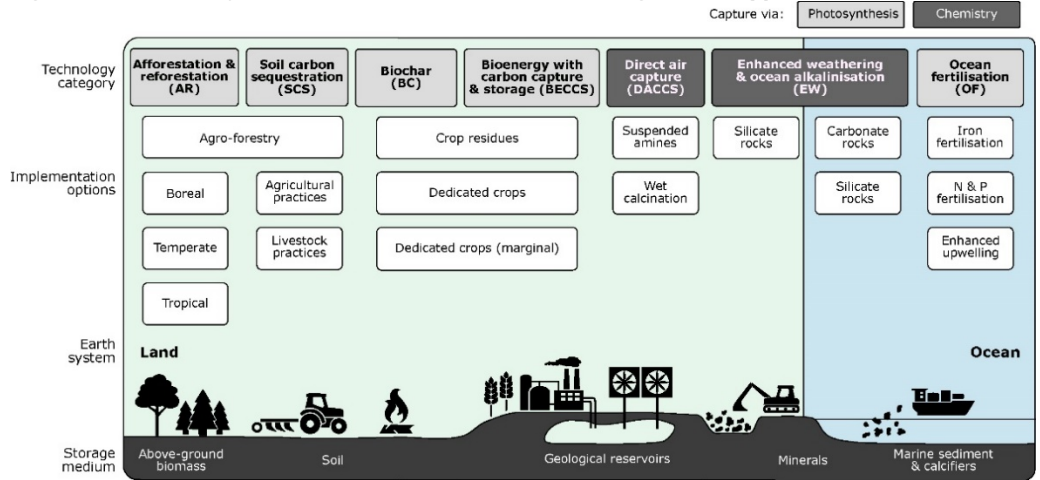 Capture via:
Photosynthesis
Chemistry
Technology
category
Afforestation &
reforestation
(AR)
Soil carbon
sequestration
(SCS)
Biochar
(BC)
Bioenergy with
carbon capture
& storage (BECCS)
Direct air
capture
(DACCS)
Enhanced weathering
& ocean alkalinisation
(EW)
Ocean
fertilisation
(OF)
Implementation
options
Agro-forestry
Crop residues
Suspended
amines
Silicate
rocks
Carbonate
rocks
Iron
fertilisation
Boreal
Agricultural
practices
Dedicated crops
Wet
calcination
Silicate
rocks
N & P
fertilisation
Temperate
Livestock
practices
Dedicated crops (marginal)
Enhanced
upwelling
Tropical
Earth
system
Land
Ocean
Storage
medium
Above-ground
biomass
Soil
Geological reservoirs
Minerals
Marine sediment
& calcifiers